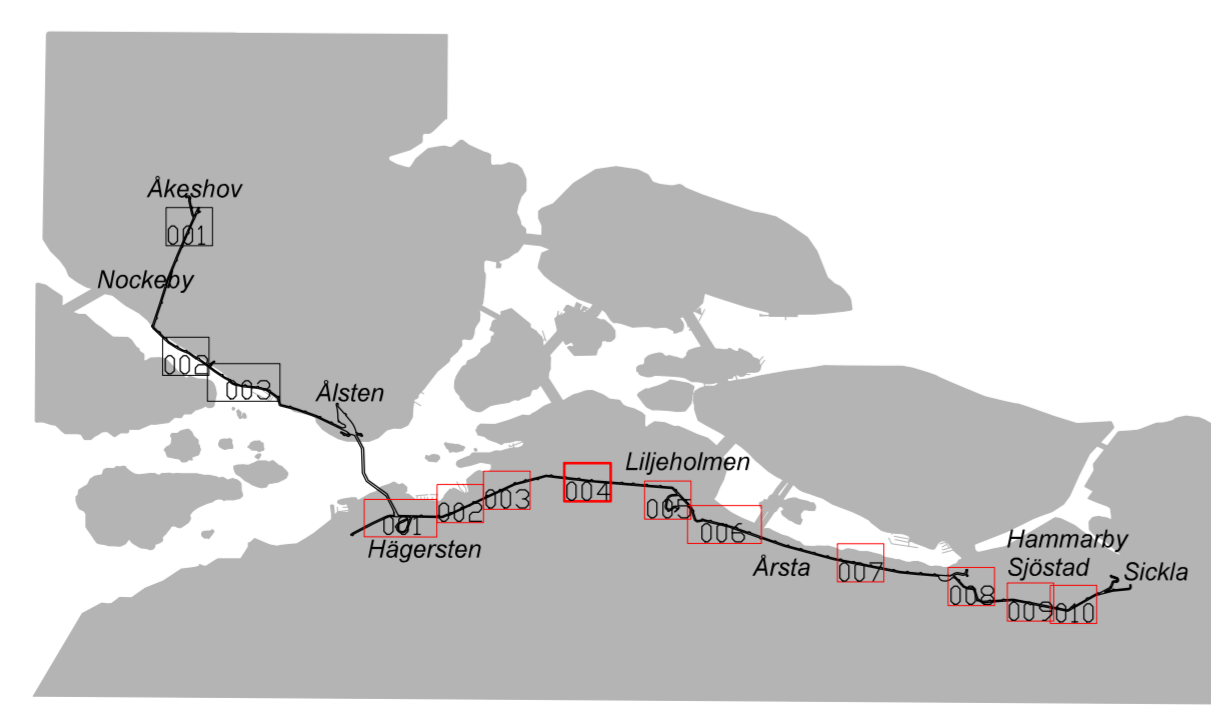 Åkeshov
001
Nockeby
002
003
Ålsten
Liljeholmen
004
003
002
001
005
Hägersten
006
Årsta
007
Hammarby
Sjöstad
Sickla
008
009
010